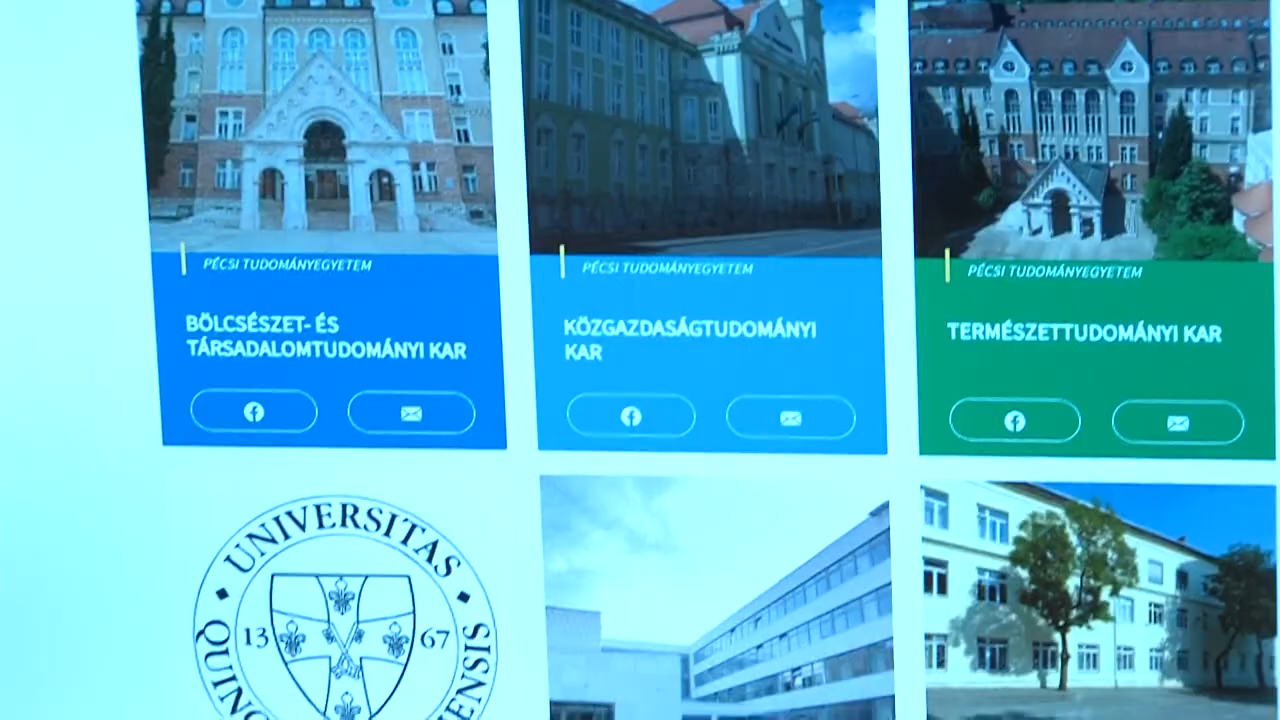 PÉCSI TUDOMÁNYEGYETEM
BÖLCSÉSZET- ÉS
TÁRSADALOMTUDOMÁNYI KAR
PÉCSI TUDOMÁNYEGYETEM
KÖZGAZDASÁGTUDOMÁNYI
KAR
PÉCSI TUDOMÁNYEGYETEM
TERMÉSZETTUDOMÁNYI KAR
UNIVERSITAS
13 67